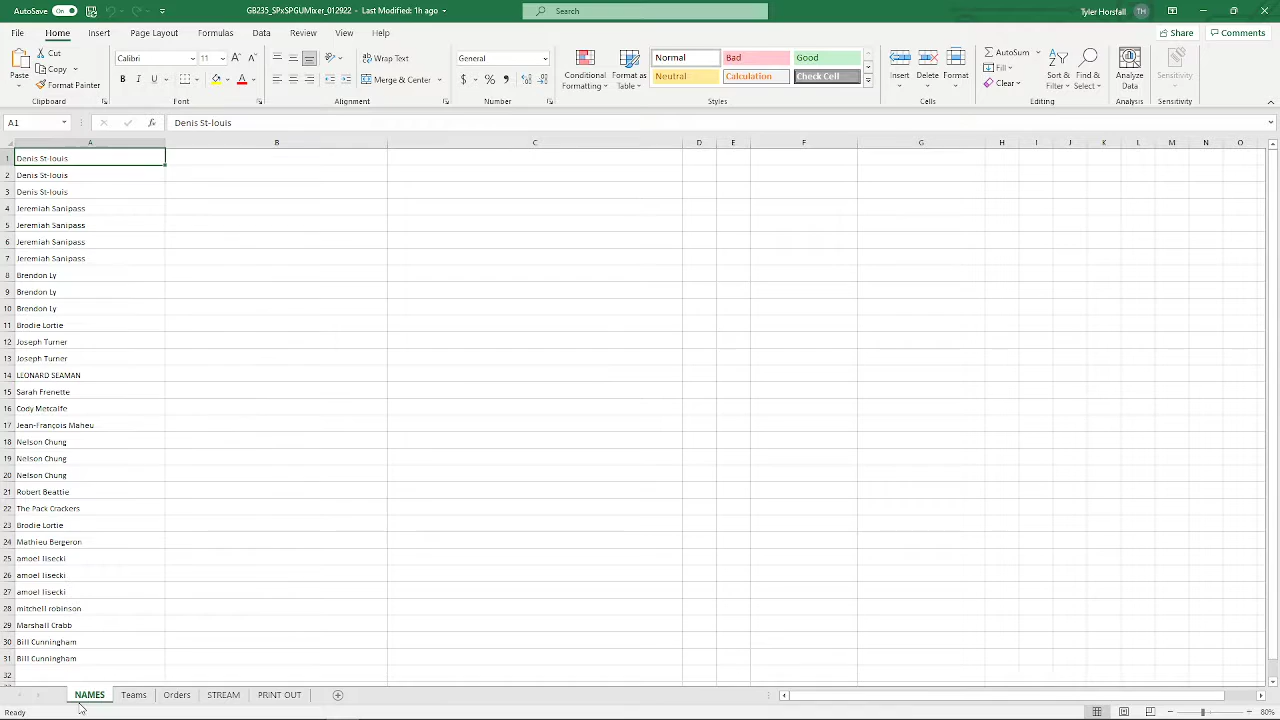 AutoSave On GB235_SPxSPGUMixer_012922 - Last Modified: 1h ago Search Tyler Horsfall TH
File Home Insert Page Layout Formulas Data Review View Help Share Comments
Paste Cut Copy Format Painter
Calibri 11 A A
B I U A
Wrap Text
Merge & Center
General
$ % ,
Conditional Formatting
Format as Table
Normal Bad Good
Neutral Calculation Check Cell
Insert Delete Format
AutoSum
Fill
Clear
Sort & Filter
Find & Select
Analyze Data
Sensitivity
Clipboard Font Alignment Number Styles Cells Editing Analysis Sensitivity
A1 fx Denis St-louis
A B C D E F G H I J K L M N O
1 Denis St-louis
2 Denis St-louis
3 Denis St-louis
4 Jeremiah Sanipass
5 Jeremiah Sanipass
6 Jeremiah Sanipass
7 Jeremiah Sanipass
8 Brendon Ly
9 Brendon Ly
10 Brendon Ly
11 Brodie Lortie
12 Joseph Turner
13 Joseph Turner
14 LEONARD SEAMAN
15 Sarah Frenette
16 Cody Metcalfe
17 Jean-François Maheu
18 Nelson Chung
19 Nelson Chung
20 Nelson Chung
21 Robert Beattie
22 The Pack Crackers
23 Brodie Lortie
24 Mathieu Bergeron
25 amoel lisecki
26 amoel lisecki
27 amoel lisecki
28 mitchell robinson
29 Marshall Crabb
30 Bill Cunningham
31 Bill Cunningham
32
NAMES Teams Orders STREAM PRINT OUT
Ready 80%